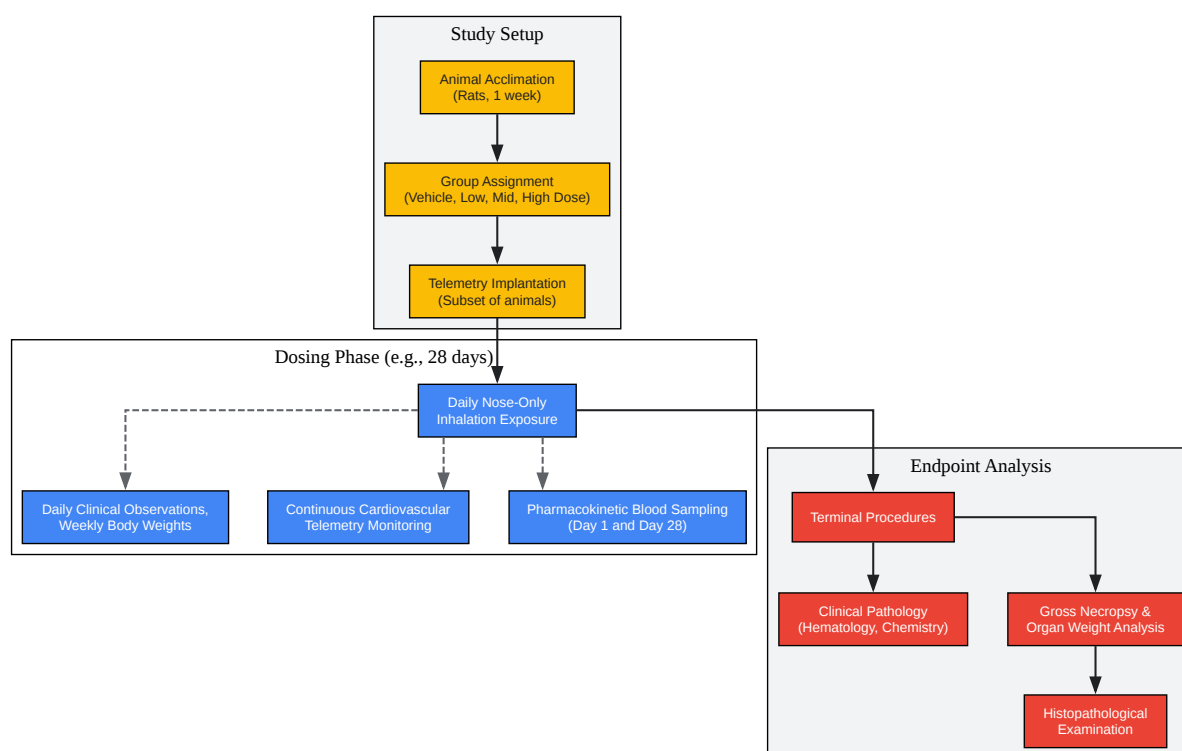 Study Setup
Animal Acclimation
(Rats, 1 week)
Group Assignment
(Vehicle, Low, Mid, High Dose)
Telemetry Implantation
(Subset of animals)
Dosing Phase (e.g., 28 days)
Daily Nose-Only
Inhalation Exposure
Daily Clinical Observations,
Weekly Body Weights
Continuous Cardiovascular
Telemetry Monitoring
Pharmacokinetic Blood Sampling
(Day 1 and Day 28)
Endpoint Analysis
Terminal Procedures
Clinical Pathology
(Hematology, Chemistry)
Gross Necropsy &
Organ Weight Analysis
Histopathological
Examination